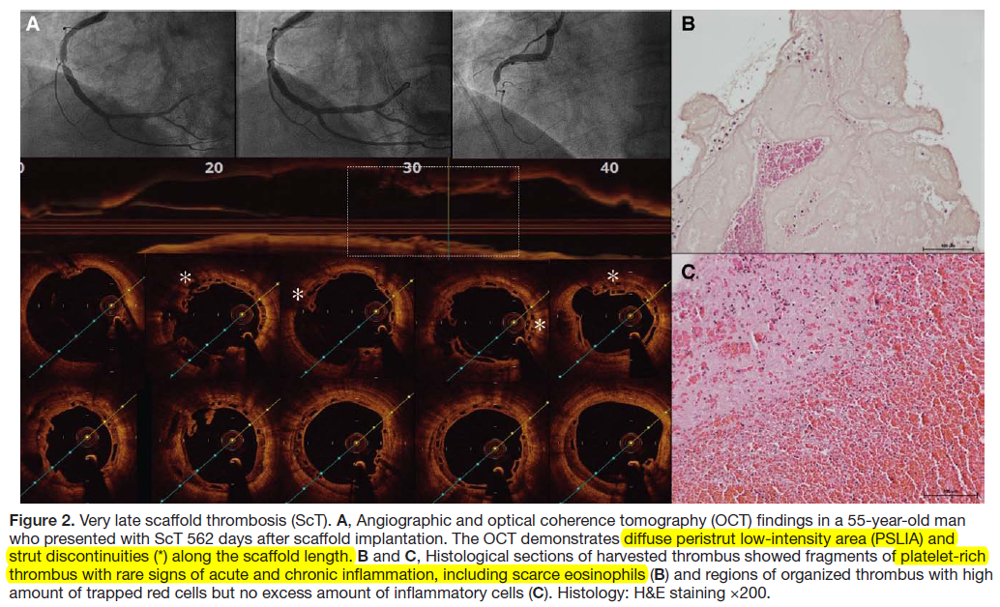 A
B
0
20
30
40
*
*
*
*
C
Figure 2. Very late scaffold thrombosis (ScT). A, Angiographic and optical coherence tomography (OCT) findings in a 55-year-old man
who presented with ScT 562 days after scaffold implantation. The OCT demonstrates diffuse peristrut low-intensity area (PSLIA) and
strut discontinuities (*) along the scaffold length. B and C, Histological sections of harvested thrombus showed fragments of platelet-rich
thrombus with rare signs of acute and chronic inflammation, including scarce eosinophils (B) and regions of organized thrombus with high
amount of trapped red cells but no excess amount of inflammatory cells (C). Histology: H&E staining ×200.